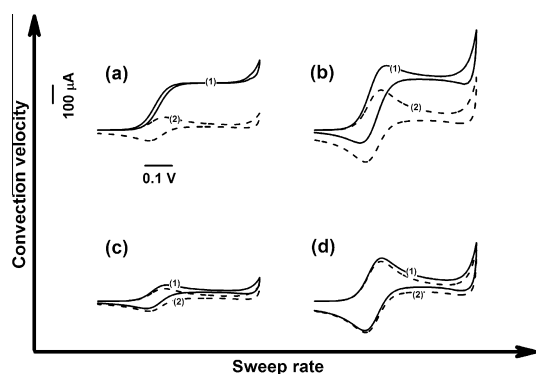 (a)
(1)
(2)
0.1 V
100 µA
(b)
(1)
(2)
(c)
(1)
(2)
(d)
(1)
(2)
Convection velocity
Sweep rate